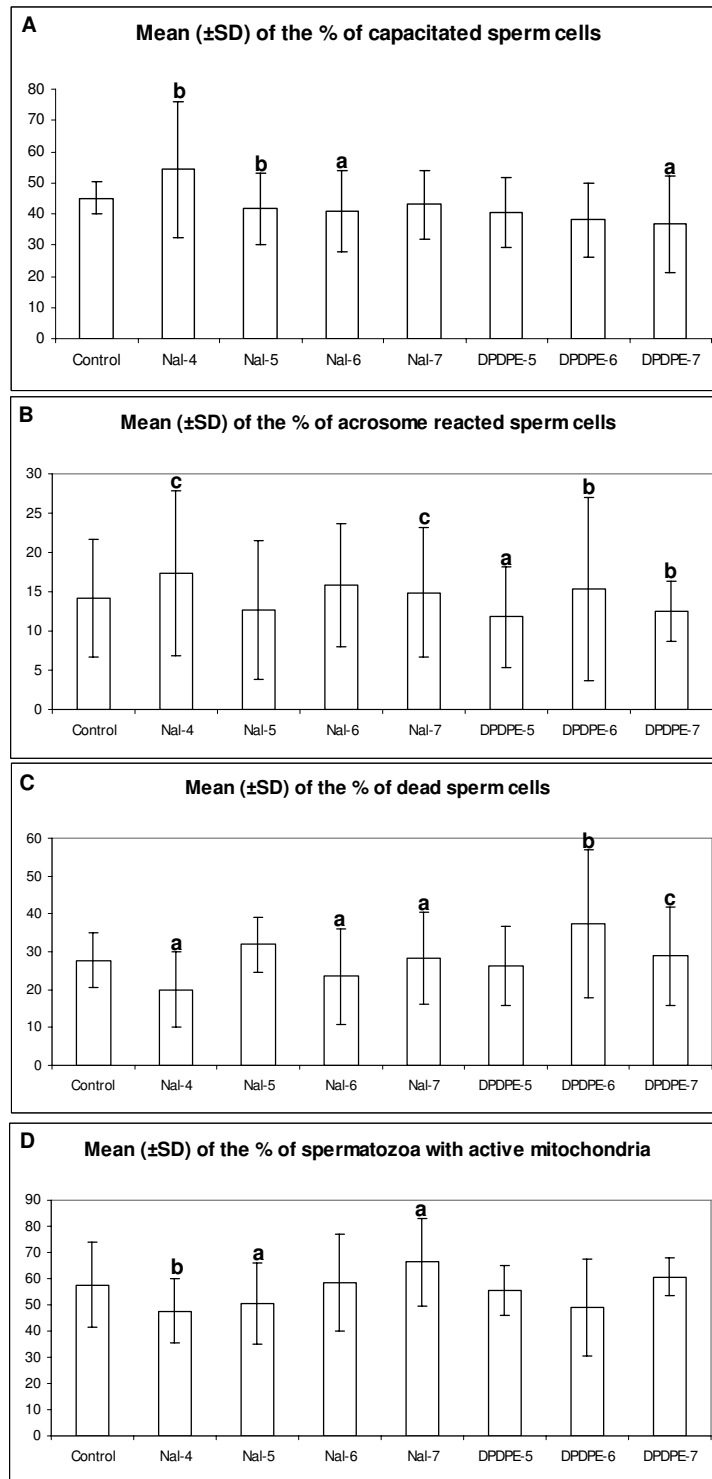 A
Mean (±SD) of the % of capacitated sperm cells
80
70
60
50
40
30
20
10
0
b
b
a
a
Control Nal-4 Nal-5 Nal-6 Nal-7 DPDPE-5 DPDPE-6 DPDPE-7
B
Mean (±SD) of the % of acrosome reacted sperm cells
30
25
20
15
10
5
0
c
c
a
b
b
Control Nal-4 Nal-5 Nal-6 Nal-7 DPDPE-5 DPDPE-6 DPDPE-7
C
Mean (±SD) of the % of dead sperm cells
60
50
40
30
20
10
0
a
a
a
b
c
Control Nal-4 Nal-5 Nal-6 Nal-7 DPDPE-5 DPDPE-6 DPDPE-7
D
Mean (±SD) of the % of spermatozoa with active mitochondria
90
80
70
60
50
40
30
20
10
0
b
a
a
Control Nal-4 Nal-5 Nal-6 Nal-7 DPDPE-5 DPDPE-6 DPDPE-7